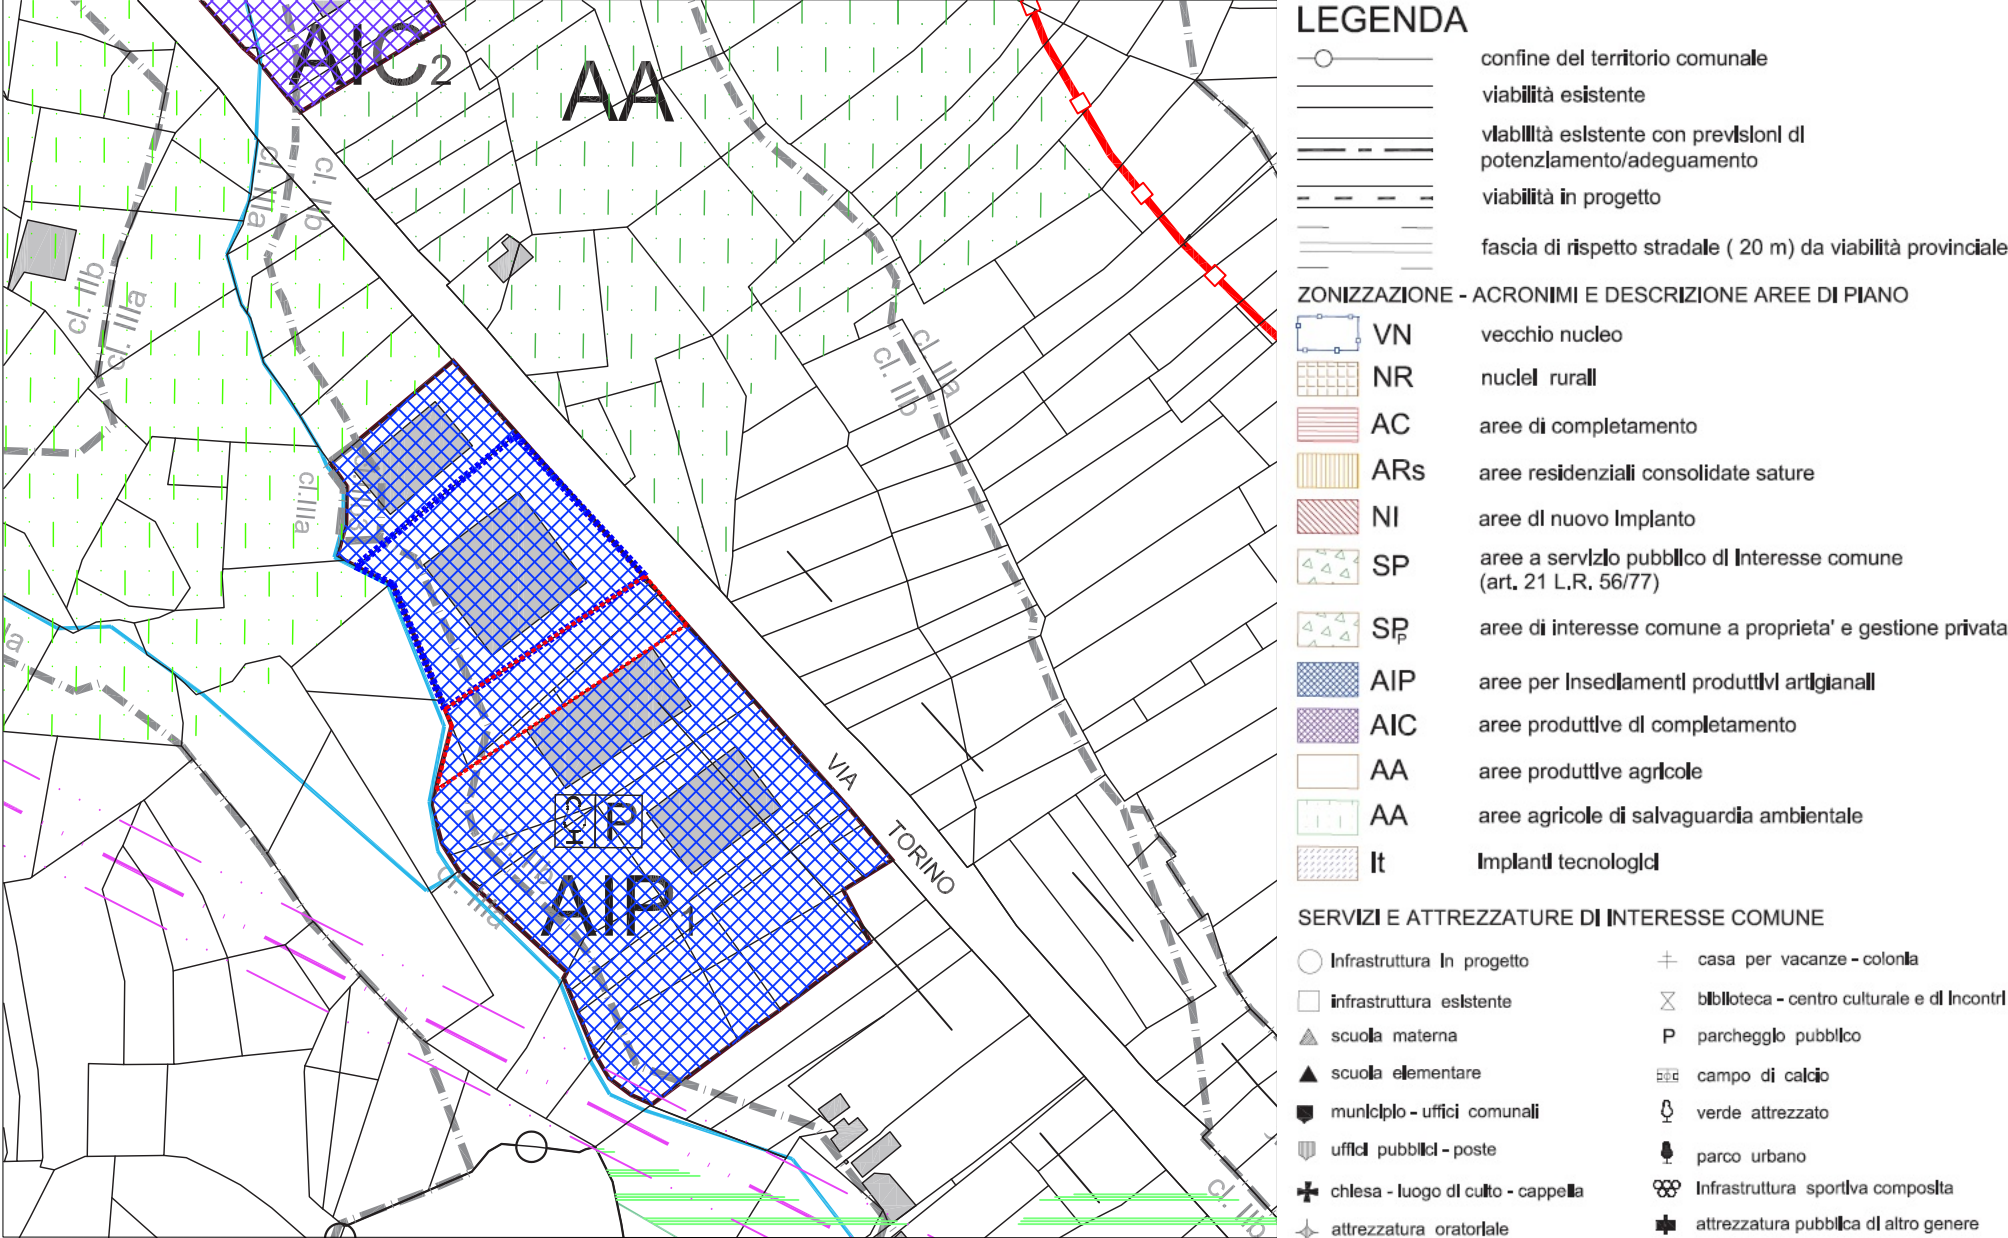 AIC2
AA
cl. IIIa
cl. IIb
cl. IIb
cl. IIIa
cl. IIa
cl. IIb
cl.IIIa
la
VIA
TORINO
P
cl. IIb
cl. IIIa
AIP1
cl. IIb
LEGENDA
confine del territorio comunale
viabilità esistente
viabilità esistente con previsioni di
potenziamento/adeguamento
viabilità in progetto
fascia di rispetto stradale ( 20 m) da viabilità provinciale
ZONIZZAZIONE - ACRONIMI E DESCRIZIONE AREE DI PIANO
VN vecchio nucleo
NR nuclei rurali
AC aree di completamento
ARs aree residenziali consolidate sature
NI aree di nuovo Impianto
SP aree a servizio pubblico di Interesse comune
(art. 21 L.R. 56/77)
SPP aree di interesse comune a proprieta' e gestione privata
AIP aree per Insediamenti produttivi artigianali
AIC aree produttive di completamento
AA aree produttive agricole
AA aree agricole di salvaguardia ambientale
It Impianti tecnologici
SERVIZI E ATTREZZATURE DI INTERESSE COMUNE
Infrastruttura In progetto
infrastruttura esistente
scuola materna
scuola elementare
municipio - uffici comunali
uffici pubblici - poste
chiesa - luogo di culto - cappella
attrezzatura oratoriale
casa per vacanze - colonia
biblioteca - centro culturale e di Incontri
P parcheggio pubblico
campo di calcio
verde attrezzato
parco urbano
Infrastruttura sportiva composita
attrezzatura pubblica di altro genere